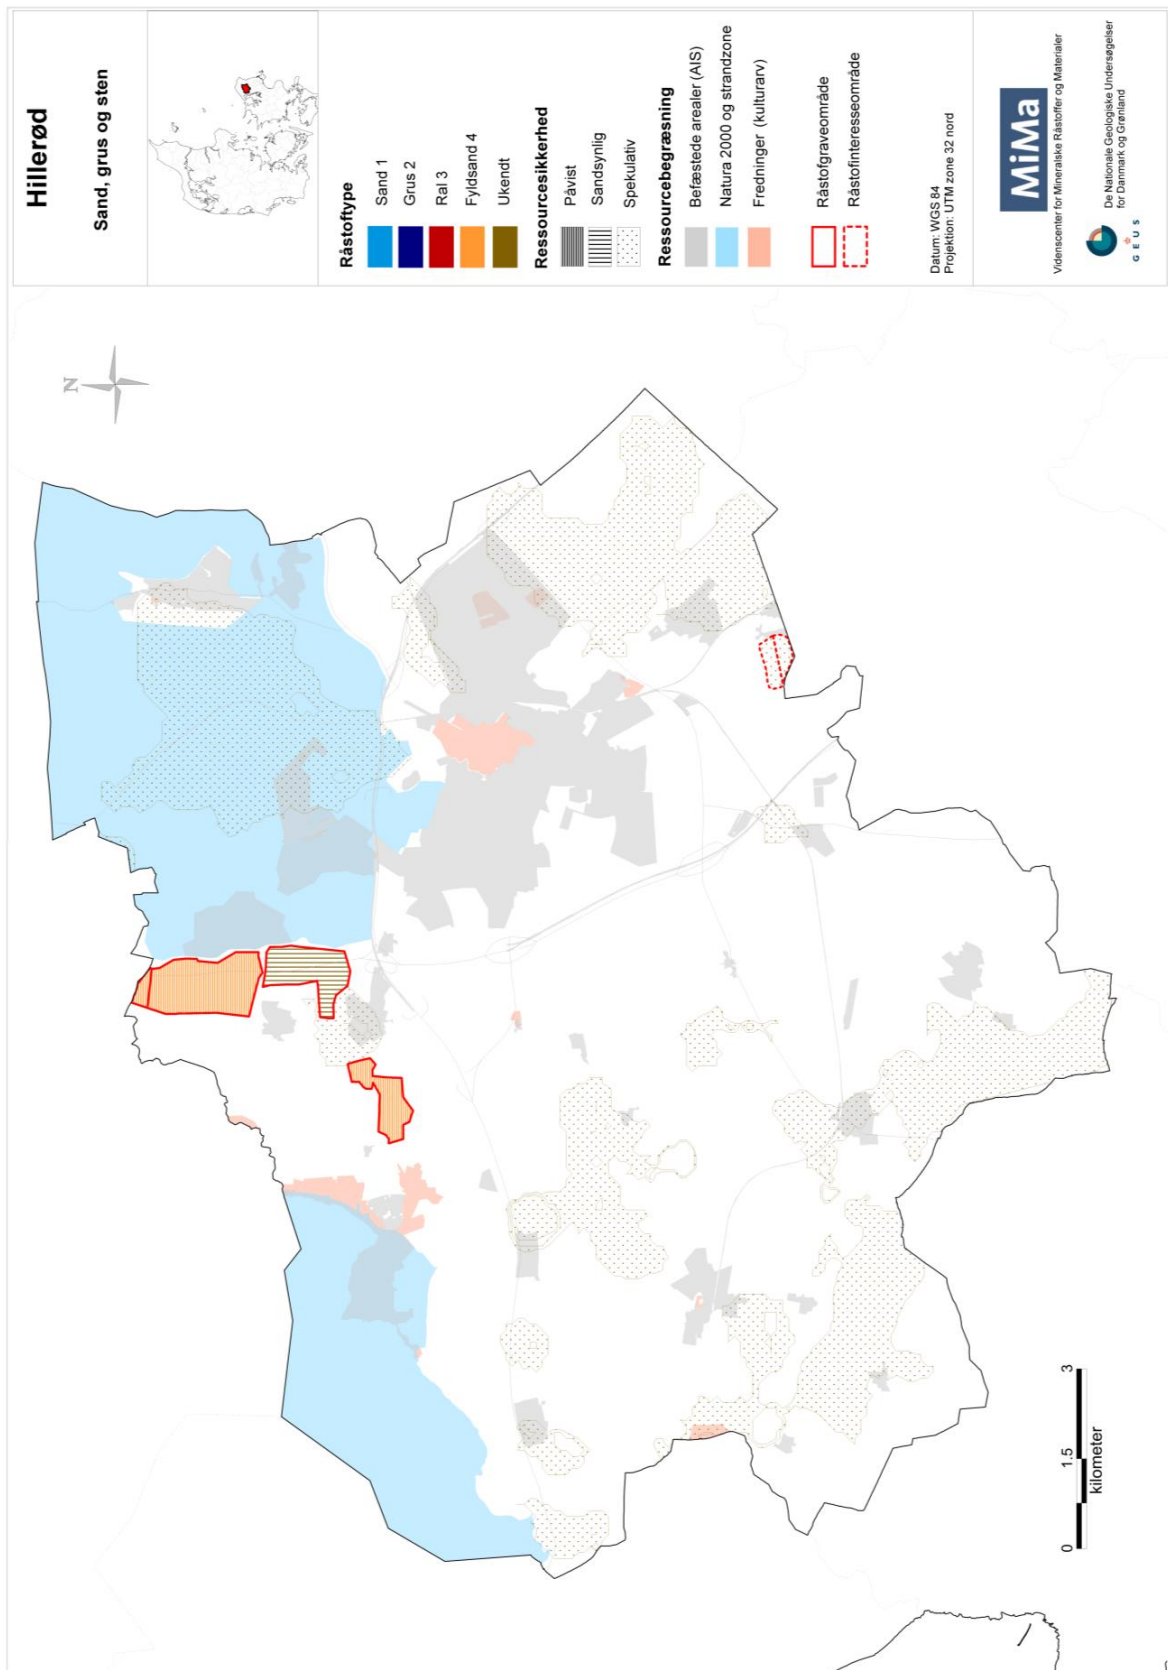 Hillerød
Sand, grus og sten
Råstoftype
Sand 1
Grus 2
Ral 3
Fyldsand 4
Ukendt
Ressourcesikkerhed
Påvist
Sandsynlig
Spekulativ
Ressourcebegræsning
Befæstede arealer (AIS)
Natura 2000 og strandzone
Fredninger (kulturarv)
Råstofgraveområde
Råstofinteresseområde
Datum: WGS 84
Projektion: UTM zone 32 nord
MiMa
Videnscenter for Mineralske Råstoffer og Materialer
De Nationale Geologiske Undersøgelser
for Danmark og Grønland
G E U S
N
0 1.5 3
kilometer